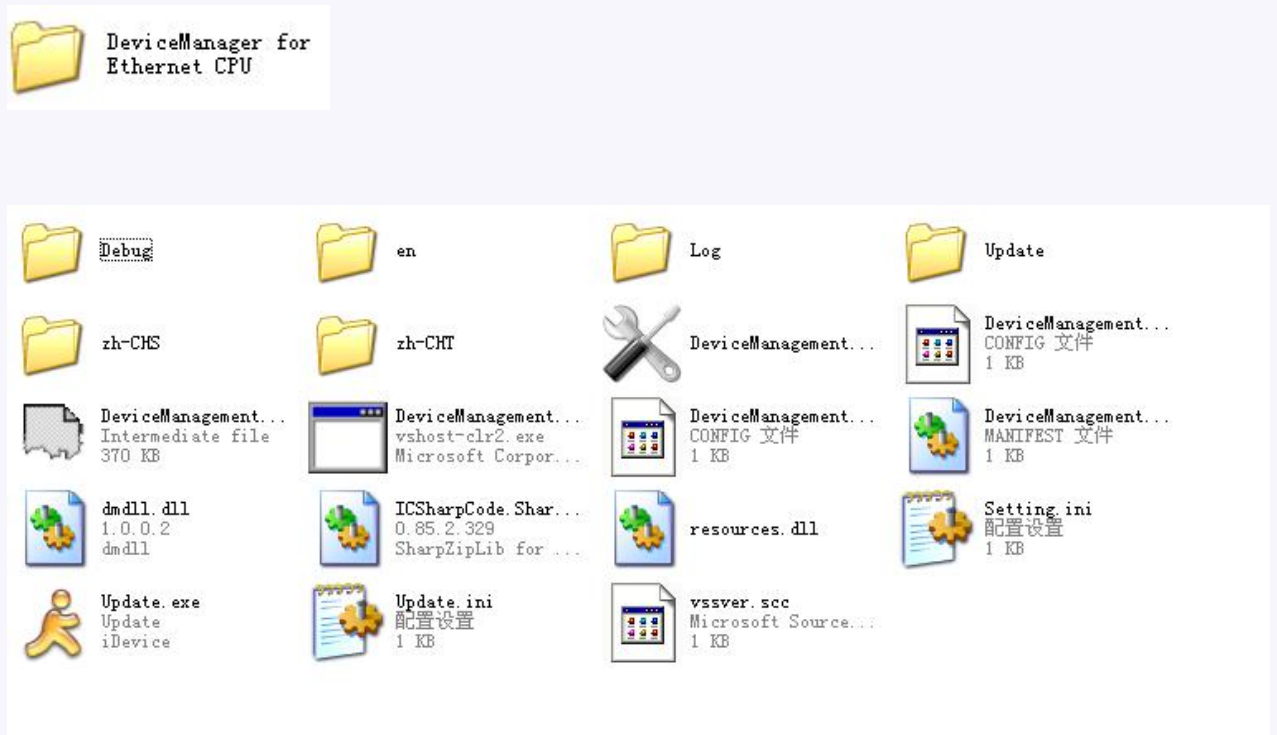 DeviceManager for
Ethernet CPU
Debug
en
Log
Update
zh-CHS
zh-CHT
DeviceManagement...
DeviceManagement...
CONFIG 文件
1 KB
DeviceManagement...
Intermediate file
370 KB
DeviceManagement...
vshost-clr2.exe
Microsoft Corpor...
DeviceManagement...
CONFIG 文件
1 KB
DeviceManagement...
MANIFEST 文件
1 KB
dmdll.dll
1.0.0.2
dmdll
ICSharpCode.Shar...
0.85.2.329
SharpZipLib for ...
resources.dll
Setting.ini
配置设置
1 KB
Update.exe
Update
iDevice
Update.ini
配置设置
1 KB
vssver.scc
Microsoft Source...
1 KB